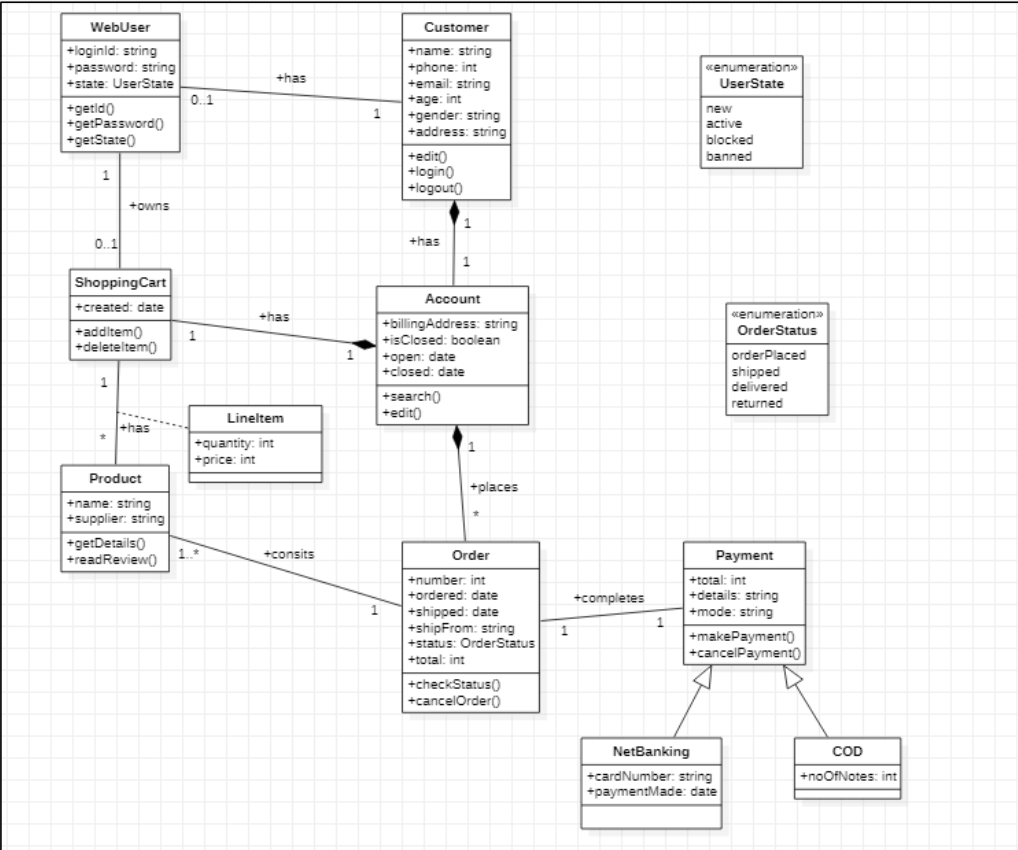 WebUser
+loginId: string
+password: string
+state: UserState
+getId()
+getPassword()
+getState()
+has
0..1
1
Customer
+name: string
+phone: int
+email: string
+age: int
+gender: string
+address: string
+edit()
+login()
+logout()
«enumeration»
UserState
new
active
blocked
banned
1
+owns
0..1
1
+has
1
ShoppingCart
+created: date
+addItem()
+deleteItem()
+has
1
1
Account
+billingAddress: string
+isClosed: boolean
+open: date
+closed: date
+search()
+edit()
«enumeration»
OrderStatus
orderPlaced
shipped
delivered
returned
1
+has
*
LineItem
+quantity: int
+price: int
1
+places
*
Product
+name: string
+supplier: string
+getDetails()
+readReview()
1..*
+consits
1
Order
+number: int
+ordered: date
+shipped: date
+shipFrom: string
+status: OrderStatus
+total: int
+checkStatus()
+cancelOrder()
+completes
1
1
Payment
+total: int
+details: string
+mode: string
+makePayment()
+cancelPayment()
NetBanking
+cardNumber: string
+paymentMade: date
COD
+noOfNotes: int